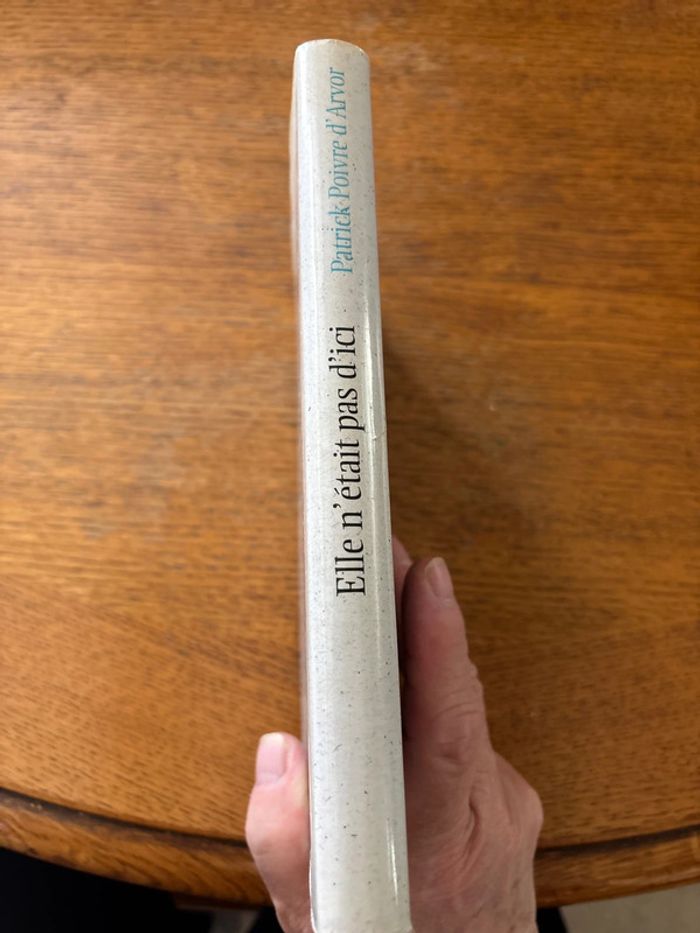 Elle n'était pas d'ici
Patrick Poivre d'Arvor